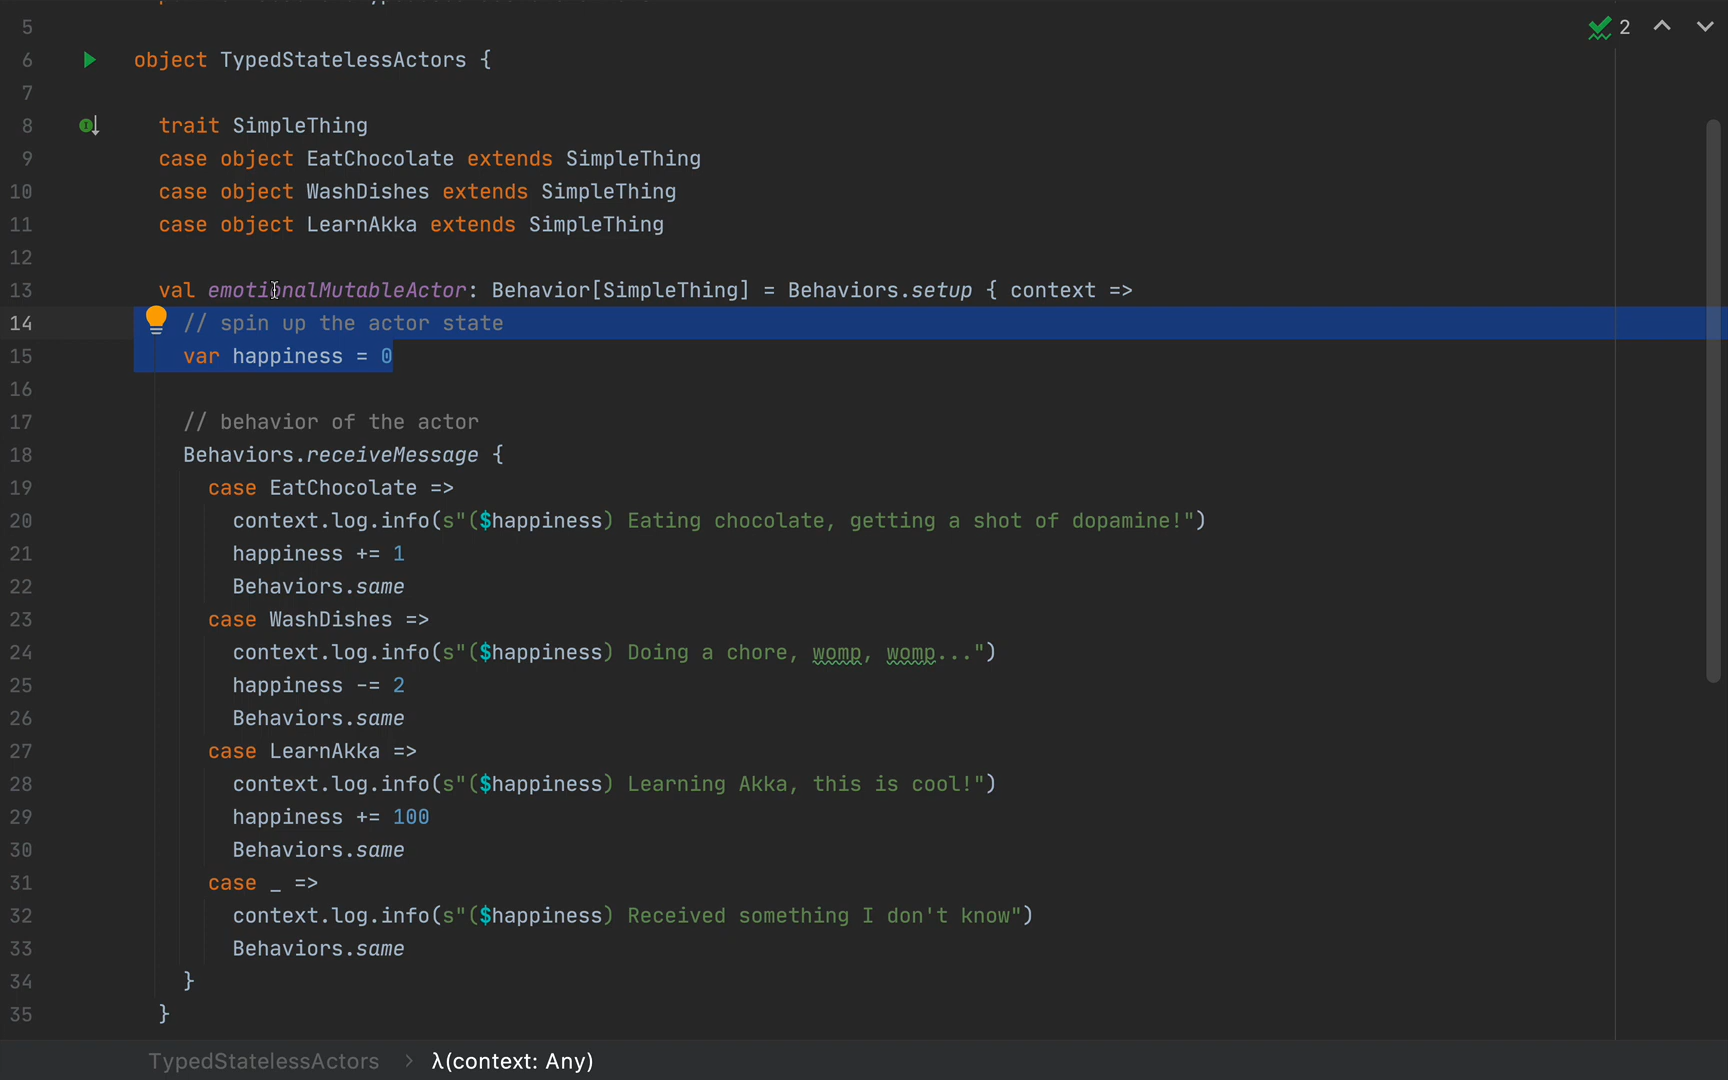 5
2
6 object TypedStatelessActors {
7
8 trait SimpleThing
9 case object EatChocolate extends SimpleThing
10 case object WashDishes extends SimpleThing
11 case object LearnAkka extends SimpleThing
12
13 val emotionalMutableActor: Behavior[SimpleThing] = Behaviors.setup { context =>
14 // spin up the actor state
15 var happiness = 0
16
17 // behavior of the actor
18 Behaviors.receiveMessage {
19 case EatChocolate =>
20 context.log.info(s"($happiness) Eating chocolate, getting a shot of dopamine!")
21 happiness += 1
22 Behaviors.same
23 case WashDishes =>
24 context.log.info(s"($happiness) Doing a chore, womp, womp...")
25 happiness -= 2
26 Behaviors.same
27 case LearnAkka =>
28 context.log.info(s"($happiness) Learning Akka, this is cool!")
29 happiness += 100
30 Behaviors.same
31 case _ =>
32 context.log.info(s"($happiness) Received something I don't know")
33 Behaviors.same
34 }
35 }
TypedStatelessActors > λ(context: Any)